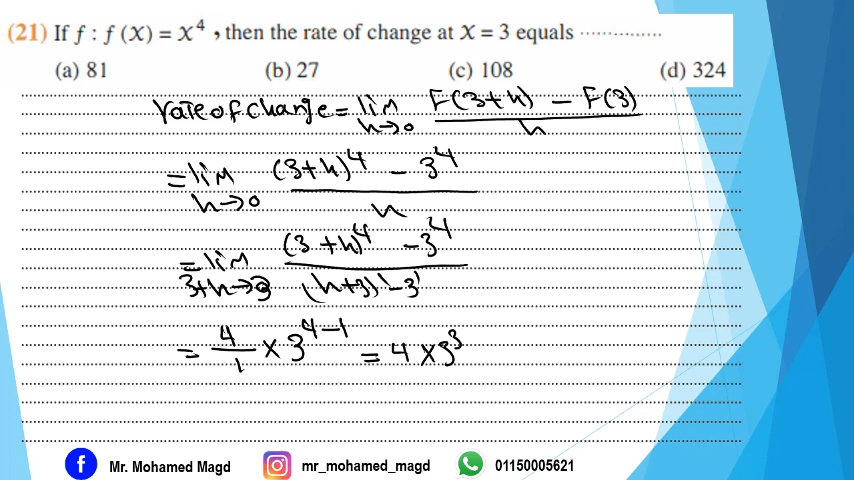 (21) If f : f (X) = X⁴ , then the rate of change at X = 3 equals ...............
(a) 81 (b) 27 (c) 108 (d) 324
rate of change = lim h→0 F(3+h) − F(3) / h
= lim h→0 (3+h)⁴ − 3⁴ / h
= lim 3+h→3 (3+h)⁴ − 3⁴ / (h+3)¹ − 3¹
= 4/1 × 3⁴⁻¹ = 4 × 3³
Mr. Mohamed Magd mr_mohamed_magd 01150005621